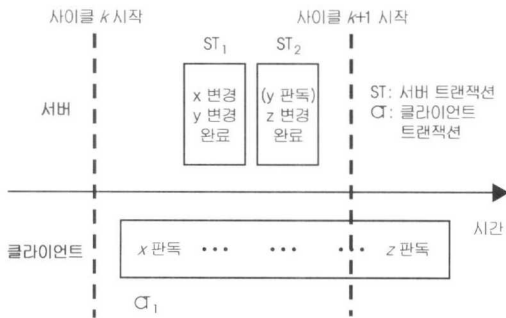 사이클 k 시작
사이클 k+1 시작
ST1
ST2
서버
x 변경
y 변경
완료
(y 판독)
z 변경
완료
ST: 서버 트랜잭션
σ: 클라이언트
트랜잭션
시간
클라이언트
x 판독 ··· ··· ··· z 판독
σ1